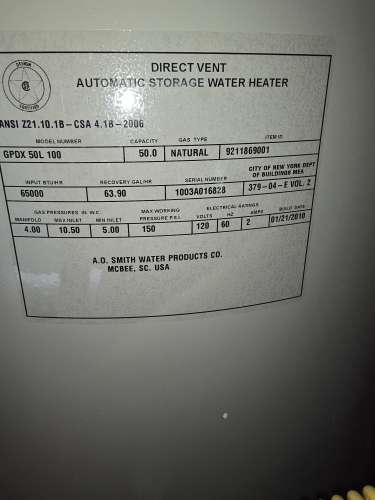 DESIGN
CERTIFIED
DIRECT VENT
AUTOMATIC STORAGE WATER HEATER
ANSI Z21.10.1B-CSA 4.1B-2006
MODEL NUMBER CAPACITY GAS TYPE ITEM ID
GPDX 50L 100 50.0 NATURAL 9211869001
INPUT BTU/HR RECOVERY GAL/HR SERIAL NUMBER CITY OF NEW YORK DEPT OF BUILDINGS MEA
65000 63.90 1003A016828 379-04-E VOL. 2
GAS PRESSURES IN. W.C. MAX WORKING PRESSURE P.S.I. ELECTRICAL RATINGS BUILD DATE
MANIFOLD MAX INLET MIN INLET VOLTS HZ AMPS
4.00 10.50 5.00 150 120 60 2 01/21/2010
A.O. SMITH WATER PRODUCTS CO.
MCBEE, SC. USA